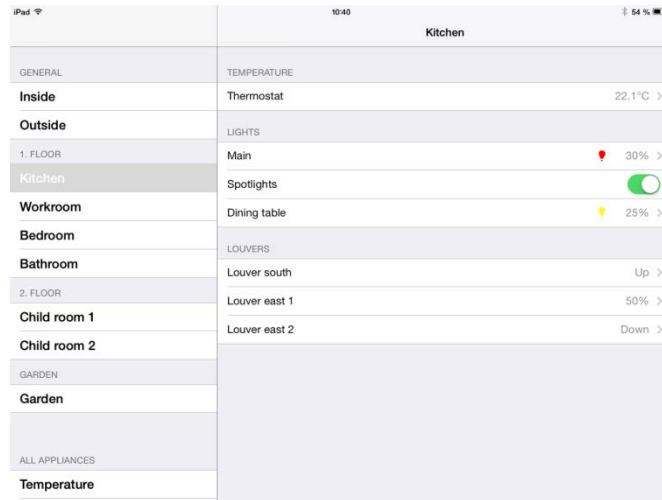 iPad 10:40 54 %
Kitchen
GENERAL
Inside
Outside
1. FLOOR
Kitchen
Workroom
Bedroom
Bathroom
2. FLOOR
Child room 1
Child room 2
GARDEN
Garden
ALL APPLIANCES
Temperature
TEMPERATURE
Thermostat 22.1°C
LIGHTS
Main 30%
Spotlights
Dining table 25%
LOUVERS
Louver south Up
Louver east 1 50%
Louver east 2 Down